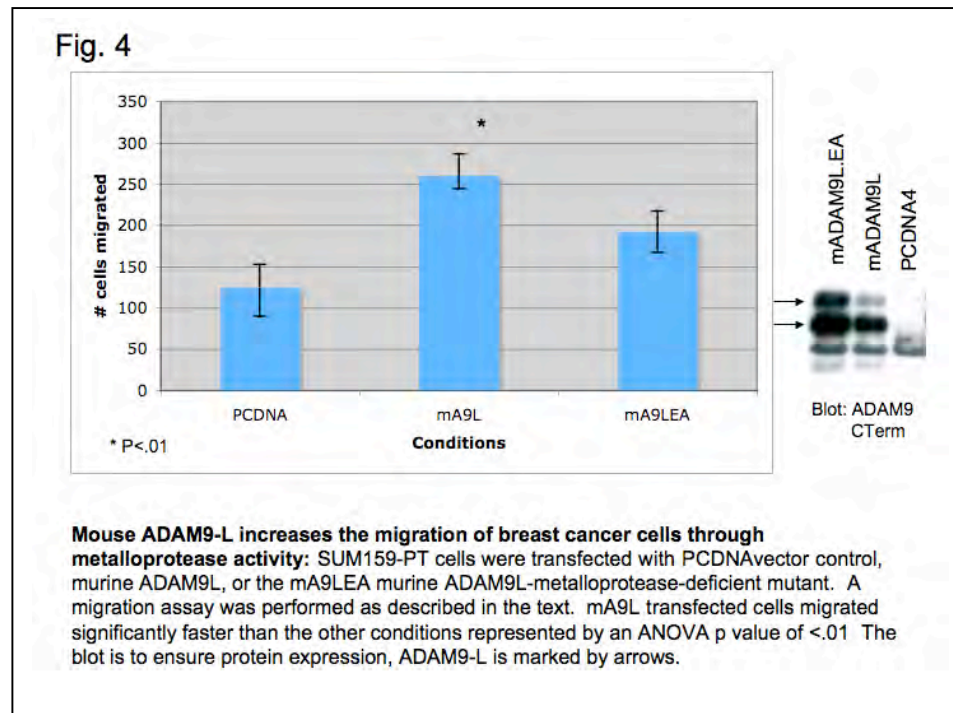 Fig. 4
350
300
250
200
150
100
50
0
# cells migrated
*
PCDNA
mA9L
mA9LEA
* P<.01
Conditions
mADAM9L.EA
mADAM9L
PCDNA4
Blot: ADAM9
CTerm
Mouse ADAM9-L increases the migration of breast cancer cells through
metalloprotease activity: SUM159-PT cells were transfected with PCDNAvector control,
murine ADAM9L, or the mA9LEA murine ADAM9L-metalloprotease-deficient mutant. A
migration assay was performed as described in the text. mA9L transfected cells migrated
significantly faster than the other conditions represented by an ANOVA p value of <.01 The
blot is to ensure protein expression, ADAM9-L is marked by arrows.